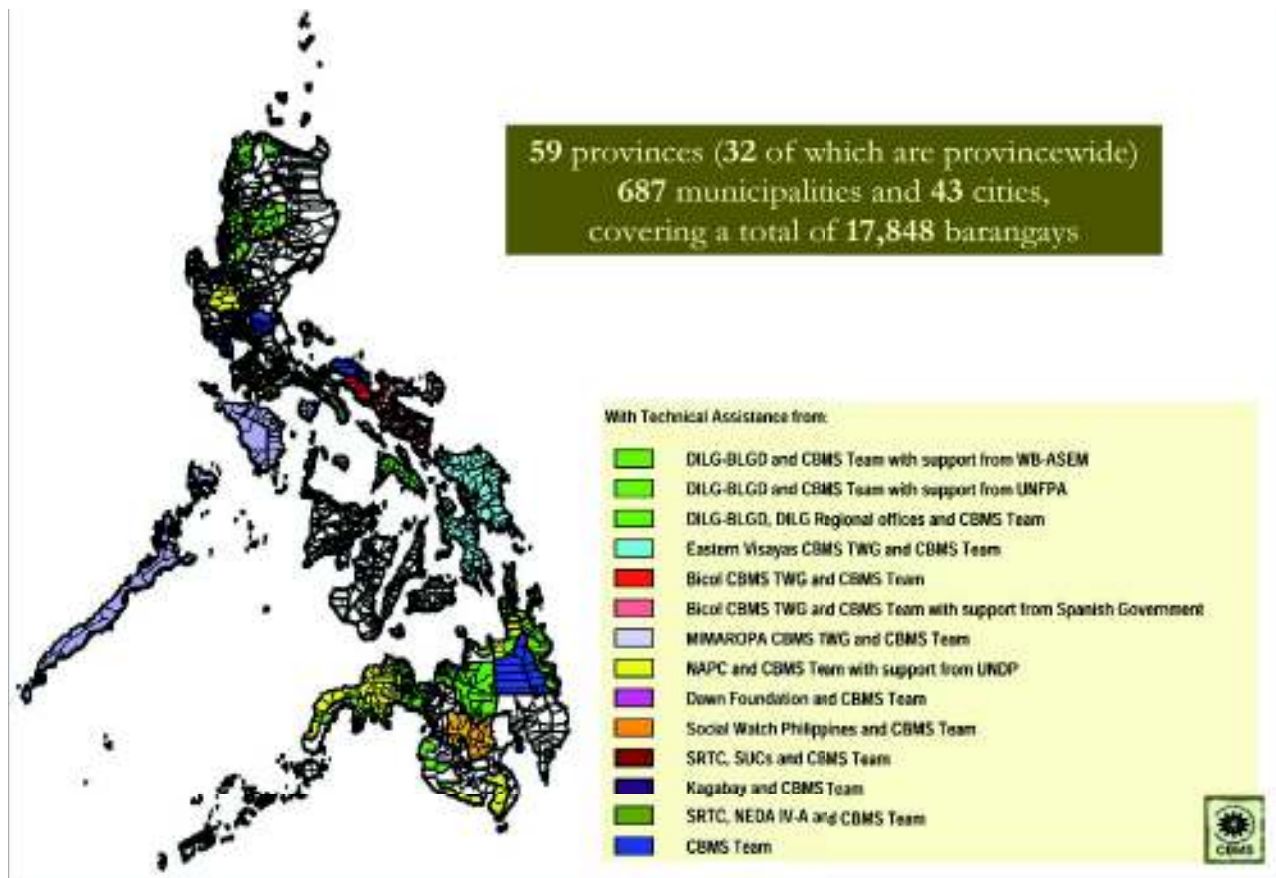 59 provinces (32 of which are provincewide)
687 municipalities and 43 cities,
covering a total of 17,848 barangays
With Technical Assistance from:
DILG-BLGD and CBMS Team with support from WB-ASEM
DILG-BLGD and CBMS Team with support from UNFPA
DILG-BLGD, DILG Regional offices and CBMS Team
Eastern Visayas CBMS TWG and CBMS Team
Bicol CBMS TWG and CBMS Team
Bicol CBMS TWG and CBMS Team with support from Spanish Government
MIMAROPA CBMS TWG and CBMS Team
NAPC and CBMS Team with support from UNDP
Dawn Foundation and CBMS Team
Social Watch Philippines and CBMS Team
SRTC, SUCs and CBMS Team
Kagabay and CBMS Team
SRTC, NEDA IV-A and CBMS Team
CBMS Team
CBMS